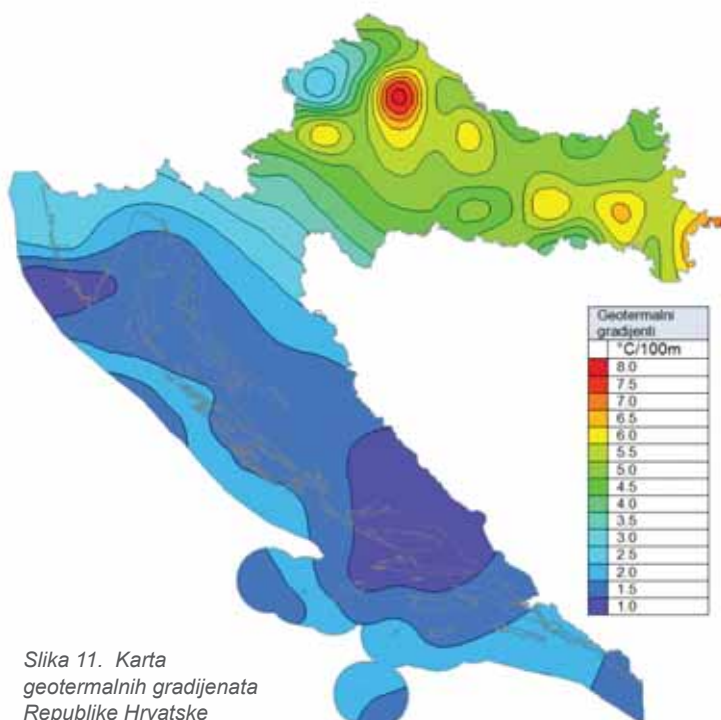 Geotermalni
gradijenti
°C/100m
8.0
7.5
7.0
6.5
6.0
5.5
5.0
4.5
4.0
3.5
3.0
2.5
2.0
1.5
1.0
Slika 11. Karta
geotermalnih gradijenata
Republike Hrvatske